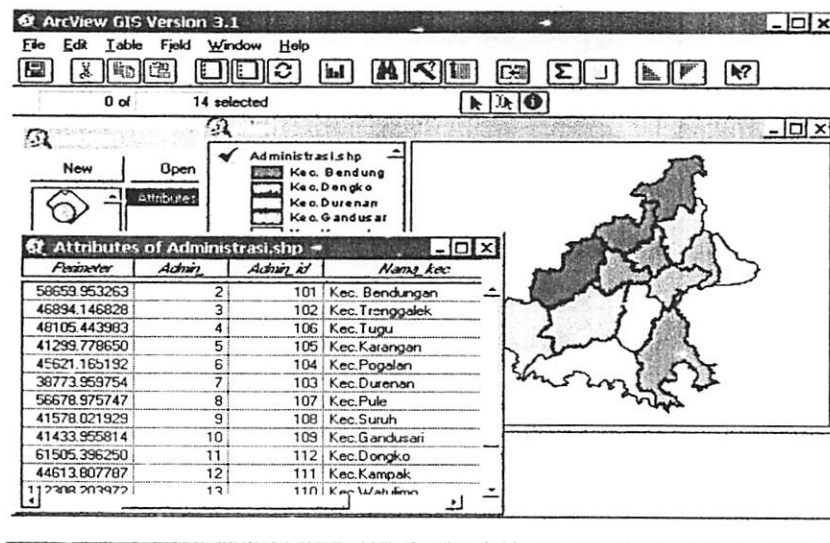 ArcView GIS Version 3.1
File Edit Table Field Window Help
0 of 14 selected
New Open
Attributes
Administrasi.shp
Kec. Bendung
Kec.Dongko
Kec.Durenan
Kec.Gandusar
Attributes of Administrasi.shp
Perimeter Admin_ Admin_id Nama_kec
58659.953263 2 101 Kec. Bendungan
46894.146828 3 102 Kec.Trenggalek
48105.443983 4 106 Kec.Tugu
41299.778650 5 105 Kec.Karangan
45621.165192 6 104 Kec.Pogalan
38773.959754 7 103 Kec.Durenan
56678.975747 8 107 Kec.Pule
41578.021929 9 108 Kec.Suruh
41433.955814 10 109 Kec.Gandusari
61505.396250 11 112 Kec.Dongko
44613.807787 12 111 Kec.Kampak
112308.203972 13 110 Kec.Watulimo